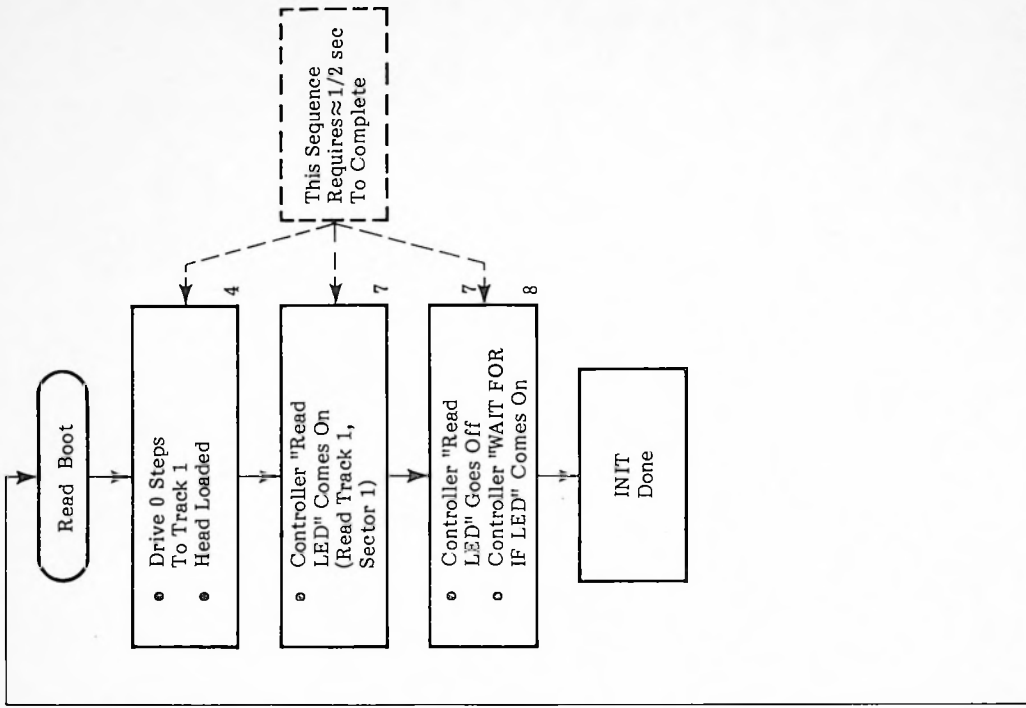 Read Boot
• Drive 0 Steps
To Track 1
• Head Loaded
4
• Controller "Read
LED" Comes On
(Read Track 1,
Sector 1)
7
• Controller "Read
LED" Goes Off
• Controller "WAIT FOR
IF LED" Comes On
7
8
INIT
Done
This Sequence
Requires≈1/2 sec
To Complete